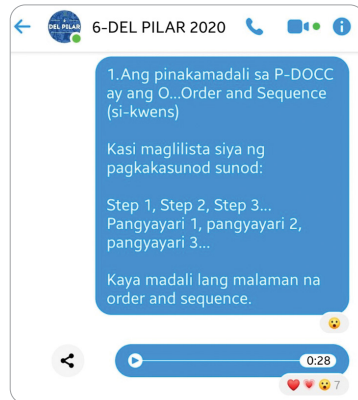 DEL PILAR
6-DEL PILAR 2020
1.Ang pinakamadali sa P-DOCC
ay ang O...Order and Sequence
(si-kwens)
Kasi maglilista siya ng
pagkakasunod sunod:
Step 1, Step 2, Step 3...
Pangyayari 1, pangyayari 2,
pangyayari 3...
Kaya madali lang malaman na
order and sequence.
0:28
7